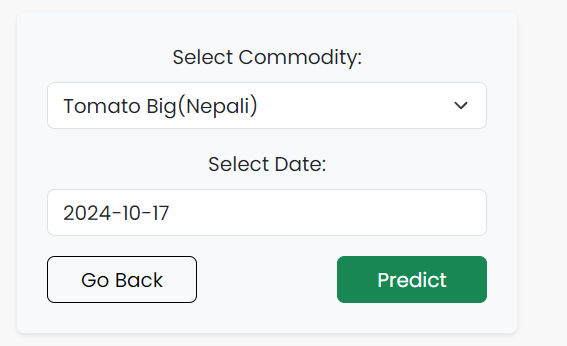 Select Commodity:
Tomato Big(Nepali)
Select Date:
2024-10-17
Go Back
Predict